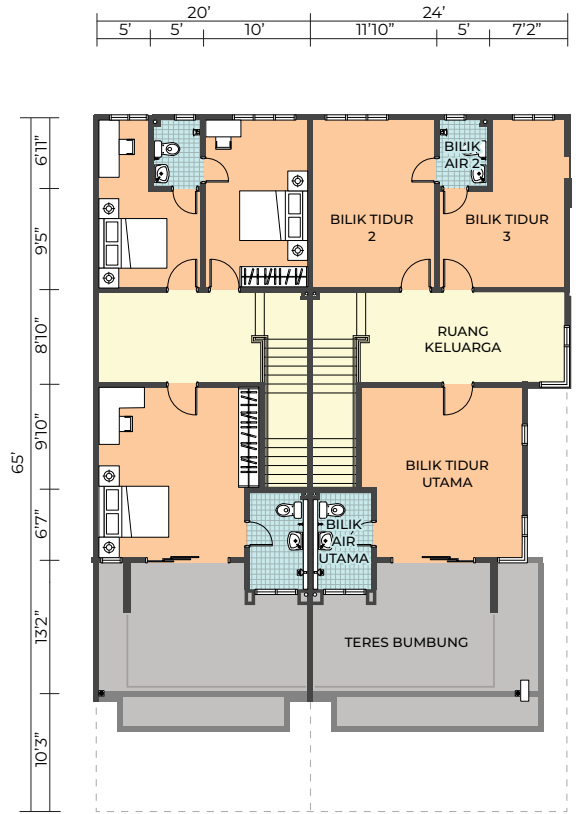 20'
24'
5'
5'
10'
11'10"
5'
7'2"
6'11"
9'5"
8'10"
9'10"
6'7"
13'2"
10'3"
65'
BILIK
AIR 2
BILIK TIDUR
2
BILIK TIDUR
3
RUANG
KELUARGA
BILIK TIDUR
UTAMA
BILIK
AIR
UTAMA
TERES BUMBUNG